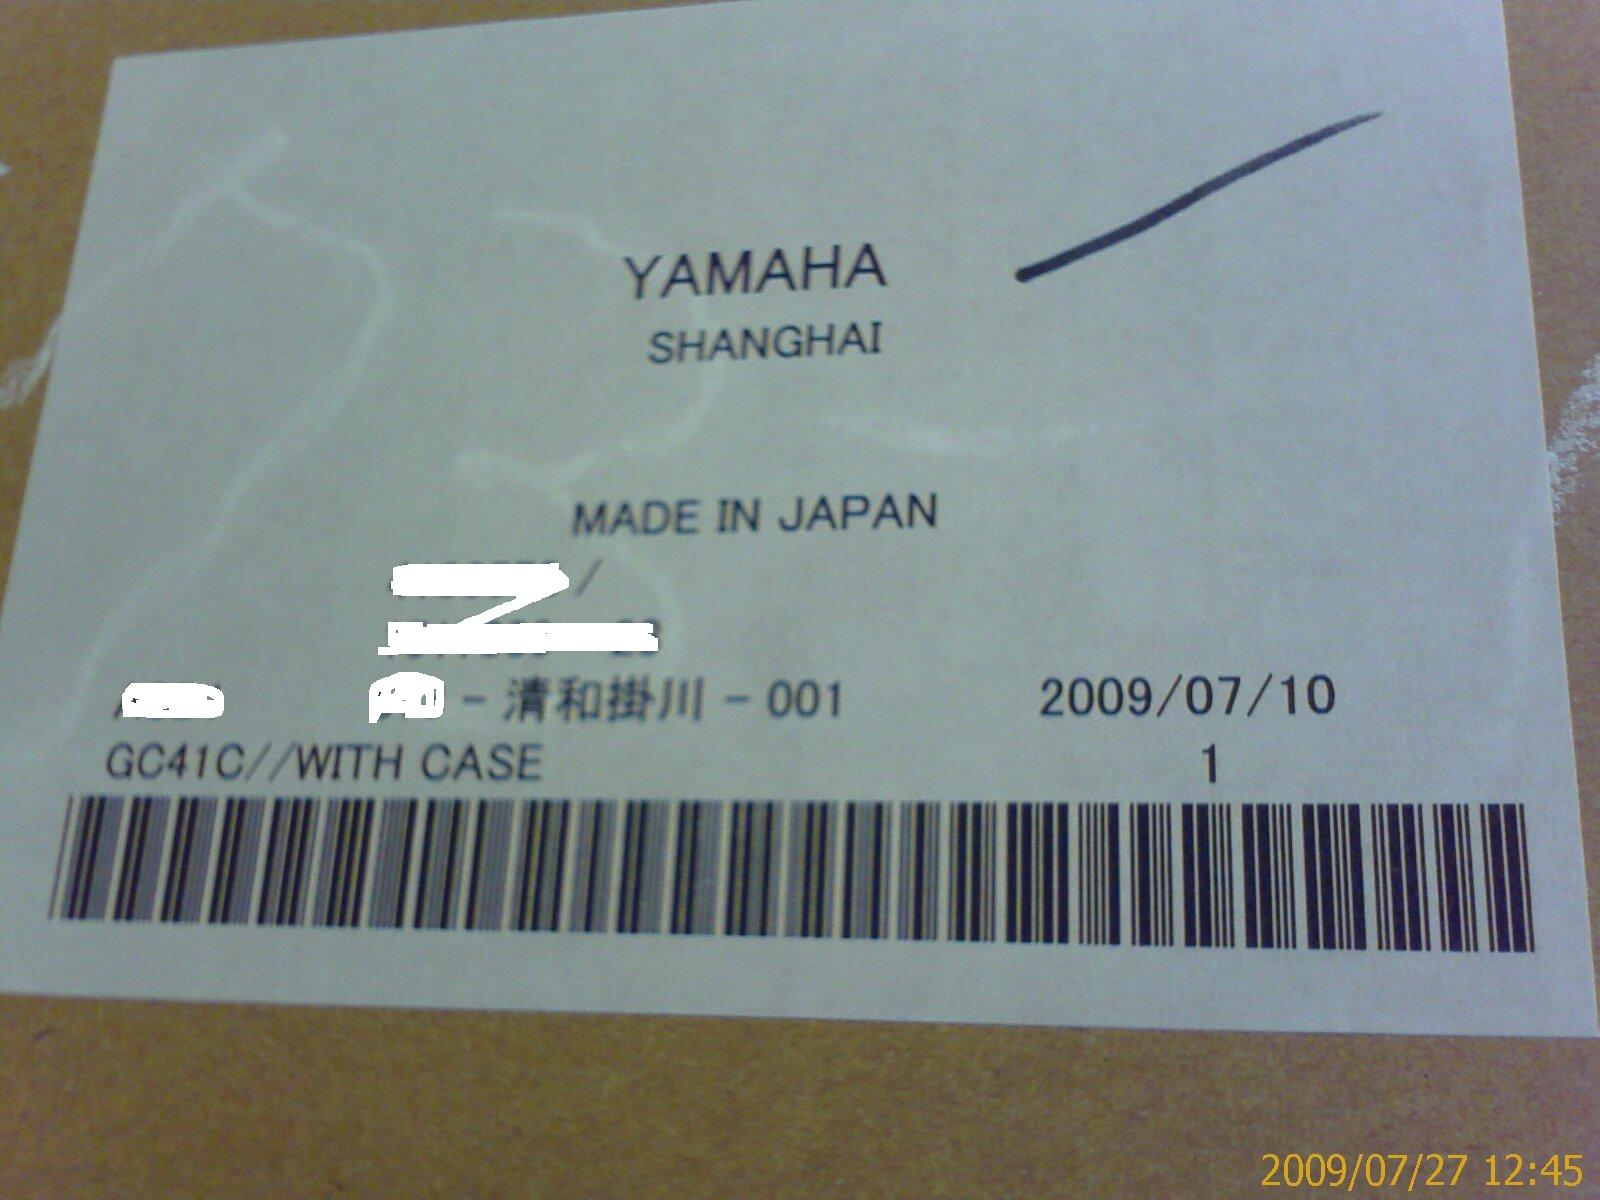 YAMAHA
SHANGHAI
MADE IN JAPAN
/
- 清和掛川 - 001 2009/07/10
GC41C//WITH CASE 1
2009/07/27 12:45